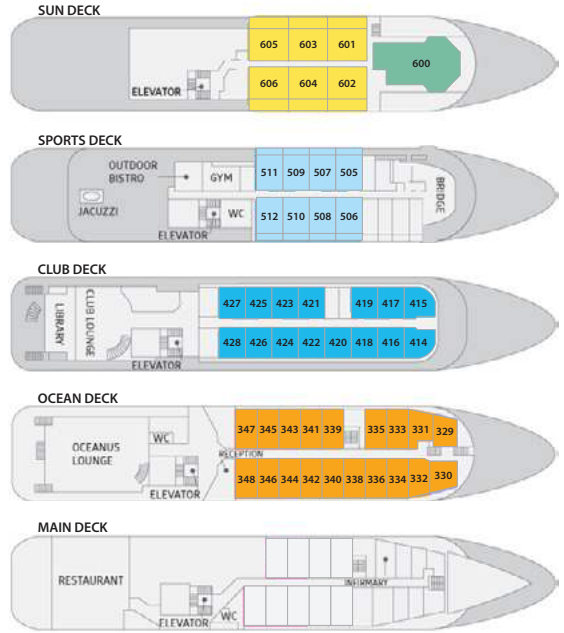 SUN DECK
605 603 601
600
606 604 602
ELEVATOR
SPORTS DECK
OUTDOOR
BISTRO
GYM
511 509 507 505
BRIDGE
JACUZZI
WC
512 510 508 506
ELEVATOR
CLUB DECK
LIBRARY
CLUB LOUNGE
427 425 423 421 419 417 415
428 426 424 422 420 418 416 414
ELEVATOR
OCEAN DECK
347 345 343 341 339 335 333 331 329
WC
OCEANUS
LOUNGE
RECEPTION
348 346 344 342 340 338 336 334 332 330
ELEVATOR
MAIN DECK
RESTAURANT
INFIRMARY
WC
ELEVATOR